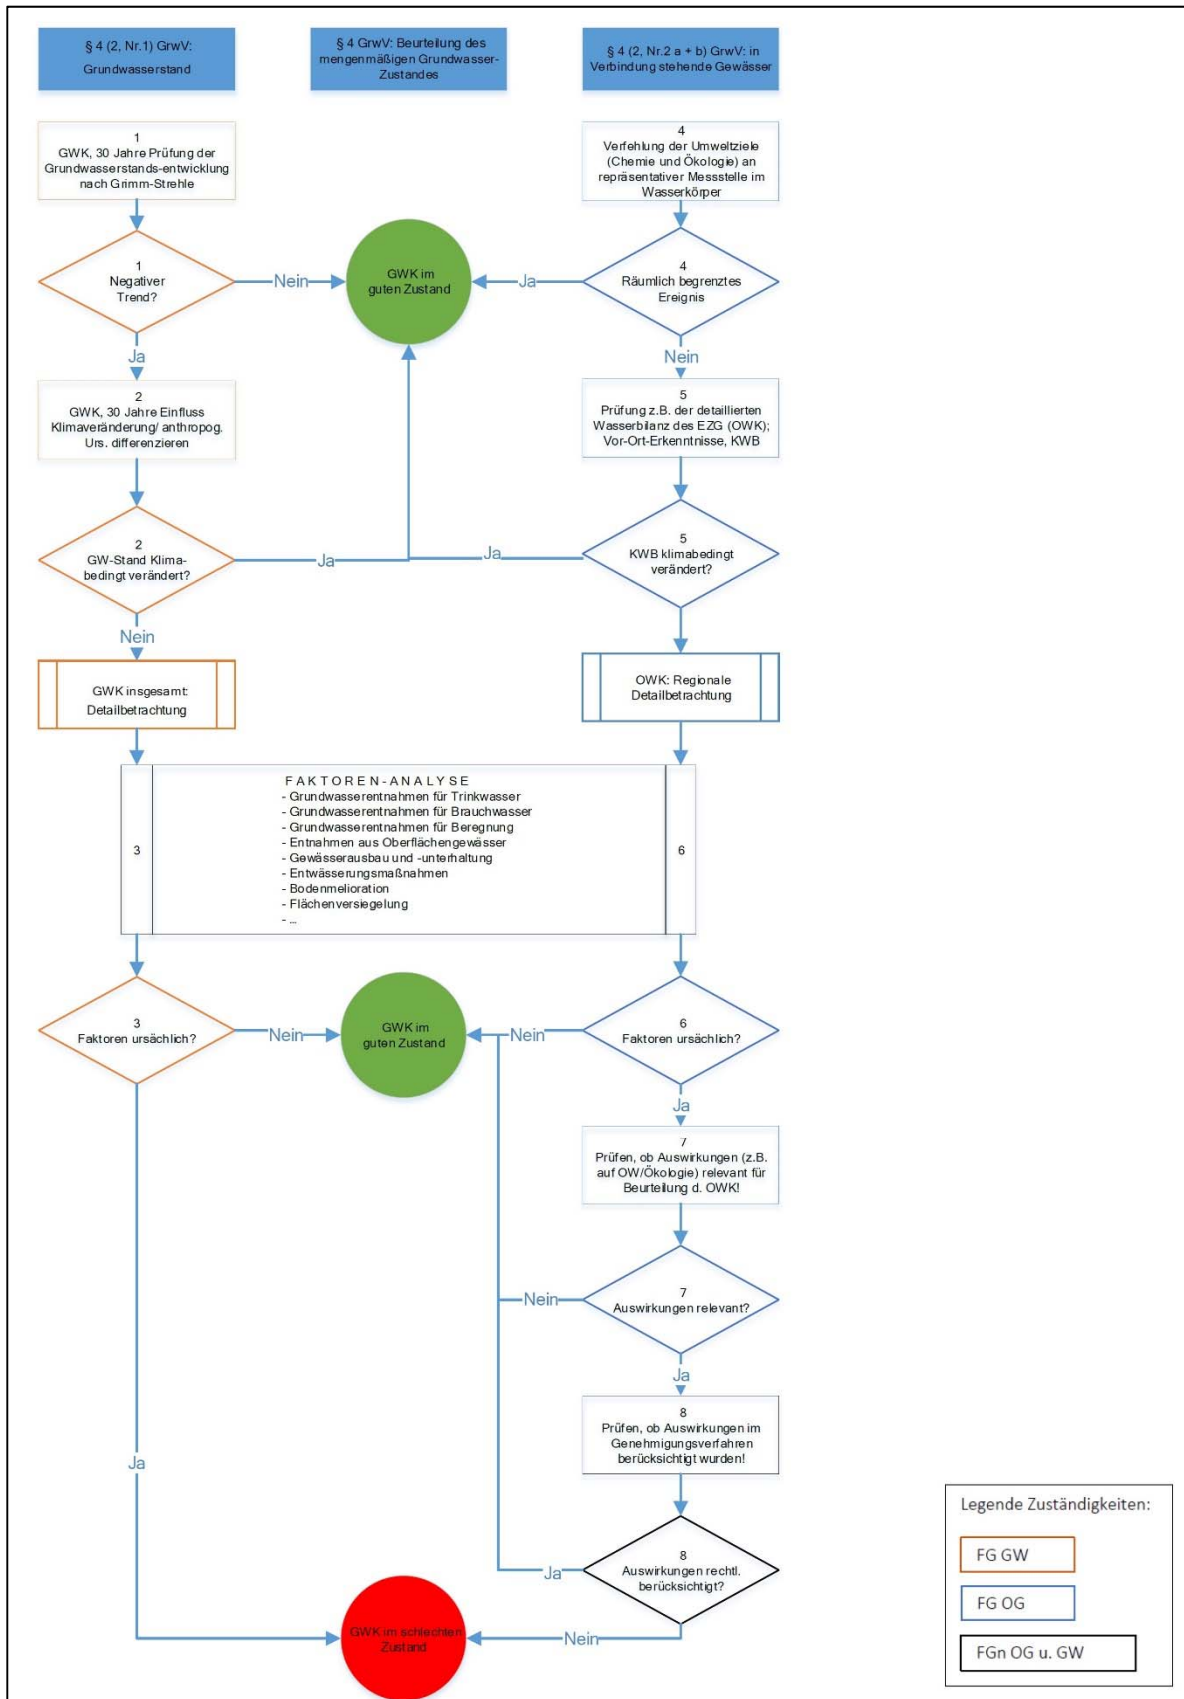 § 4 (2, Nr.1) GrwV:
Grundwasserstand
§ 4 GrwV: Beurteilung des
mengenmäßigen Grundwasser-
Zustandes
§ 4 (2, Nr.2 a + b) GrwV: in
Verbindung stehende Gewässer
1
GWK, 30 Jahre Prüfung der
Grundwasserstands-entwicklung
nach Grimm-Strehle
4
Verfehlung der Umweltziele
(Chemie und Ökologie) an
repräsentativer Messstelle im
Wasserkörper
1
Negativer
Trend?
Nein
GWK im
guten Zustand
Ja
4
Räumlich begrenztes
Ereignis
Ja
Nein
2
GWK, 30 Jahre Einfluss
Klimaveränderung/ anthropog.
Urs. differenzieren
5
Prüfung z.B. der detaillierten
Wasserbilanz des EZG (OWK);
Vor-Ort-Erkenntnisse, KWB
2
GW-Stand Klima-
bedingt verändert?
Ja
Ja
5
KWB klimabedingt
verändert?
Nein
GWK insgesamt:
Detailbetrachtung
OWK: Regionale
Detailbetrachtung
3
FAKTOREN-ANALYSE
- Grundwasserentnahmen für Trinkwasser
- Grundwasserentnahmen für Brauchwasser
- Grundwasserentnahmen für Beregnung
- Entnahmen aus Oberflächengewässer
- Gewässerausbau und -unterhaltung
- Entwässerungsmaßnahmen
- Bodenmelioration
- Flächenversiegelung
- ...
6
3
Faktoren ursächlich?
Nein
GWK im
guten Zustand
Nein
6
Faktoren ursächlich?
Ja
7
Prüfen, ob Auswirkungen (z.B.
auf OW/Ökologie) relevant für
Beurteilung d. OWK!
7
Auswirkungen relevant?
Nein
Ja
8
Prüfen, ob Auswirkungen im
Genehmigungsverfahren
berücksichtigt wurden!
Ja
8
Auswirkungen rechtl.
berücksichtigt?
Ja
GWK im schlechten
Zustand
Nein
Legende Zuständigkeiten:
FG GW
FG OG
FGn OG u. GW